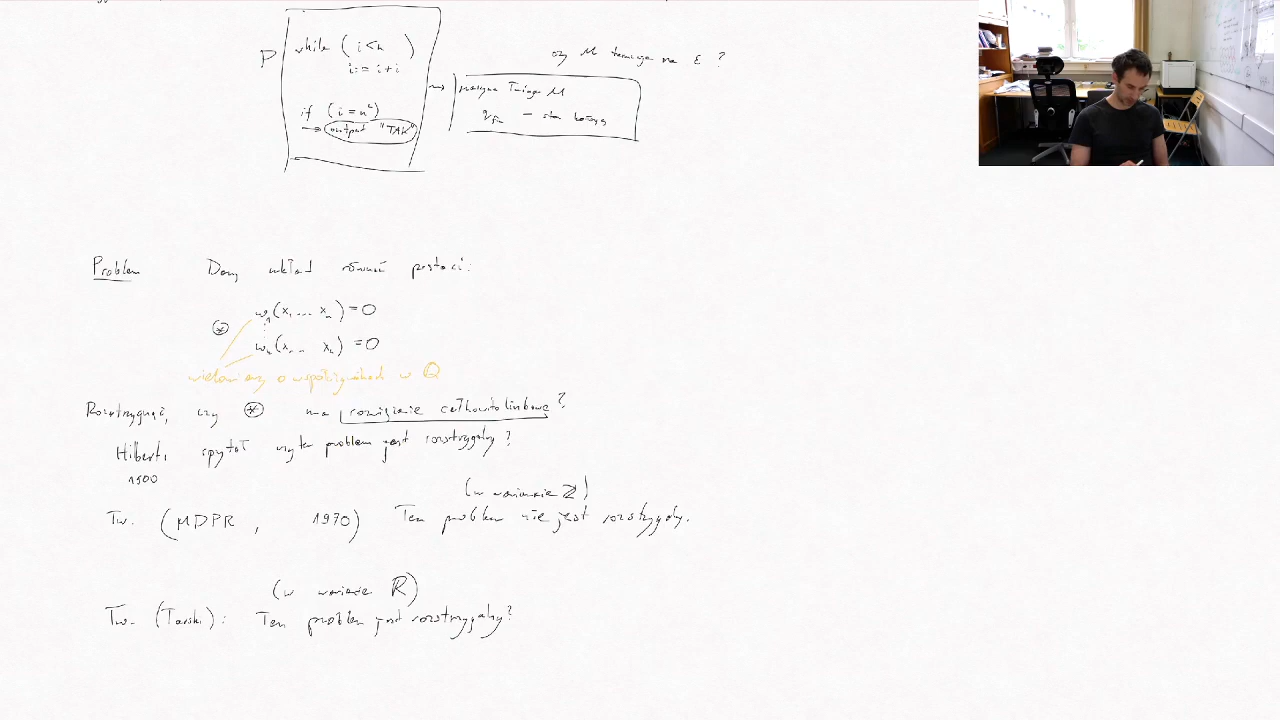 P
while (i<n)
i:= i+i
if (i=n⁶)
→ output "TAK"
czy M terminuje na ε ?
maszyna Turinga M
q_fin – stan końcowy
Problem Dany układ równań postaci:
w₁(x₁ ... xₙ) = 0
⊛
wₖ(x₁ ... xₙ) = 0
wielomiany o współczynnikach w Q
Rozstrzygnąć, czy ⊛ ma rozwiązanie całkowitoliczbowe?
Hilbert, spytał czy ten problem jest rozstrzygalny?
1900
(w wariancie ℤ)
Tw. (MDPR, 1970) Ten problem nie jest rozstrzygalny.
(w wariancie ℝ)
Tw. (Tarski): Ten problem jest rozstrzygalny?